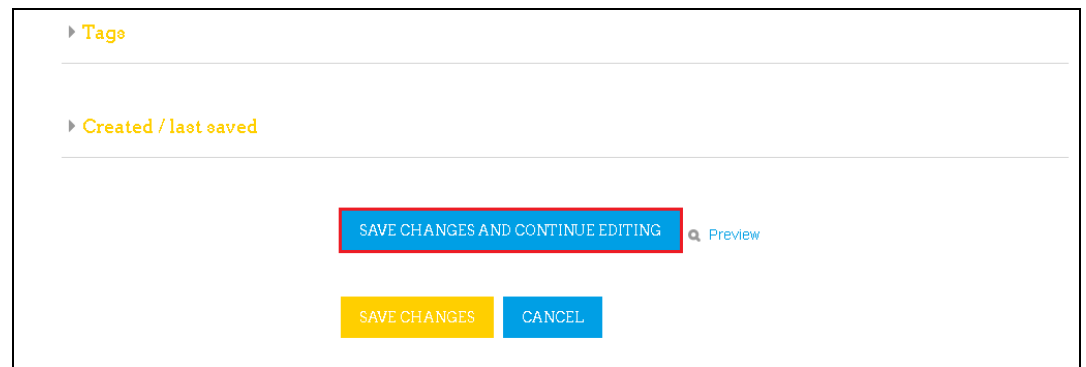 Tags
Created / last saved
SAVE CHANGES AND CONTINUE EDITING Preview
SAVE CHANGES CANCEL